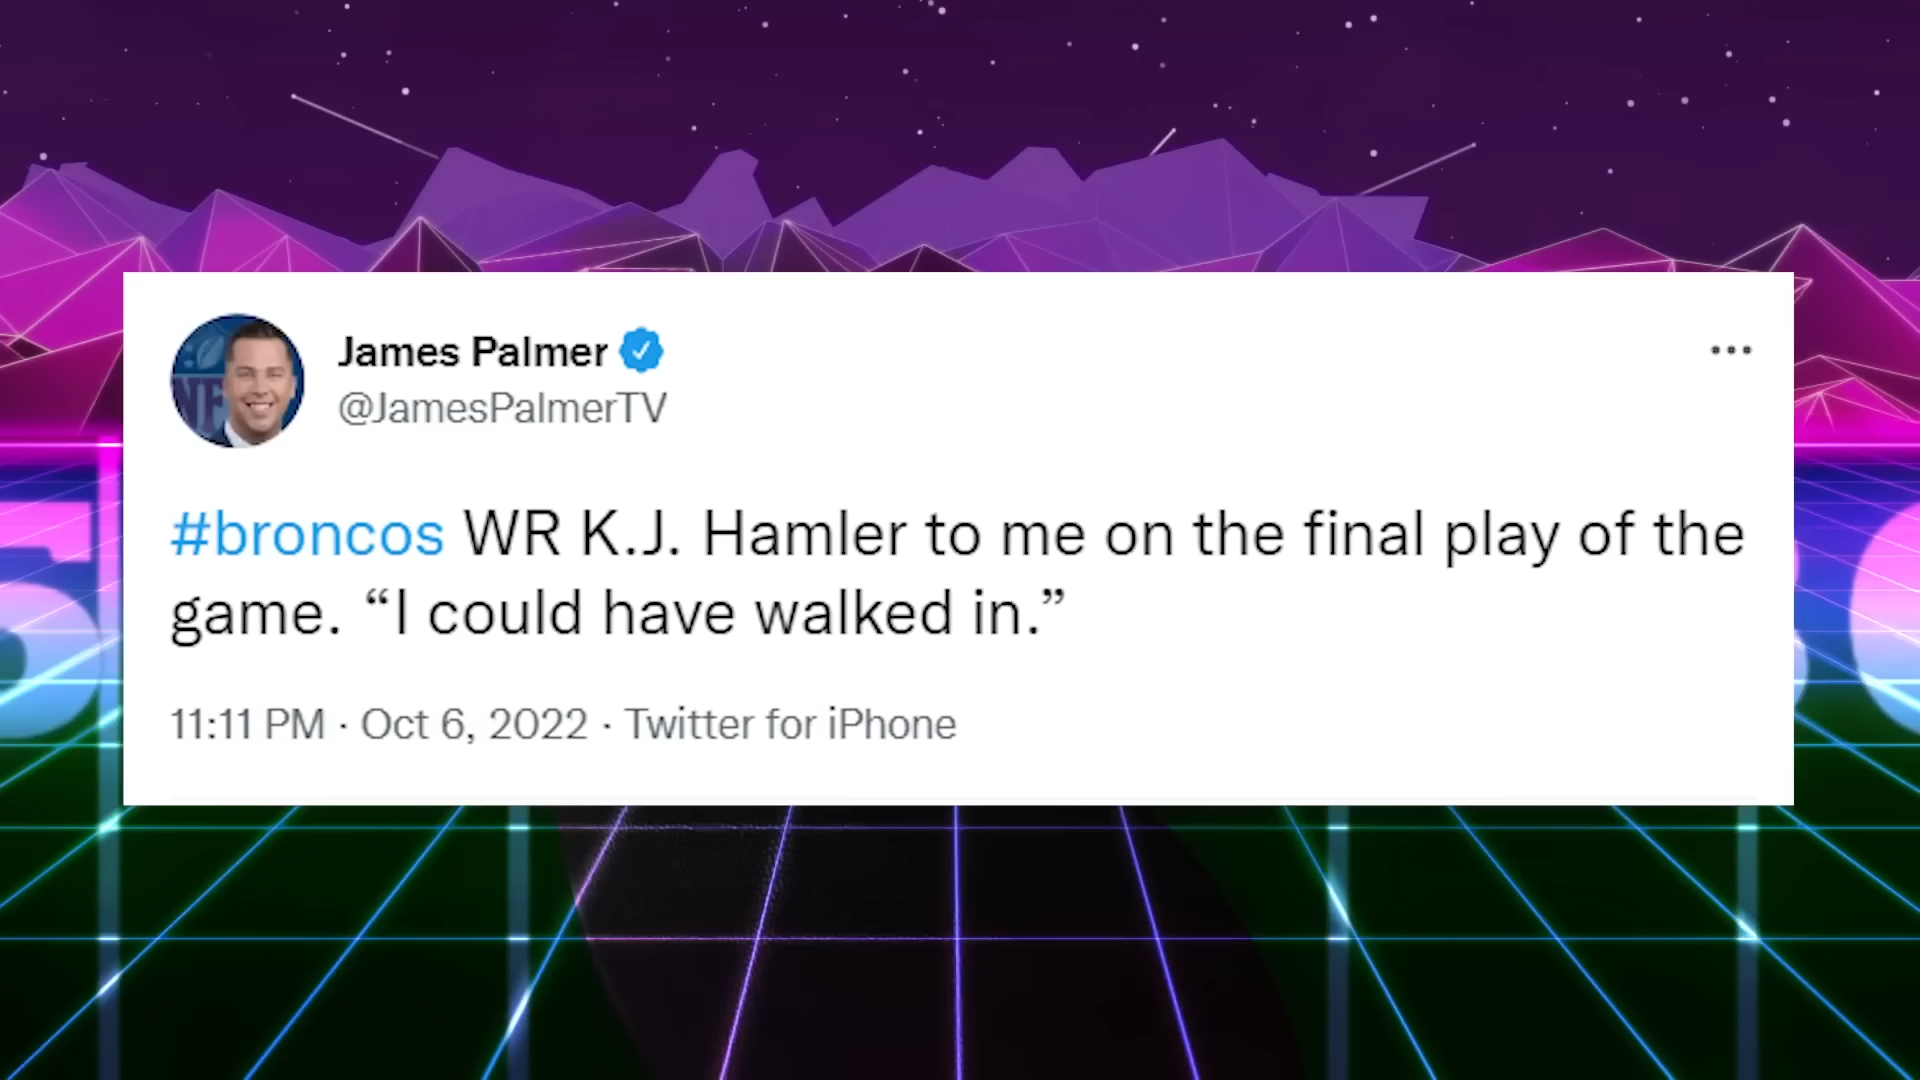 James Palmer
@JamesPalmerTV
#broncos WR K.J. Hamler to me on the final play of the
game. “I could have walked in.”
11:11 PM · Oct 6, 2022 · Twitter for iPhone